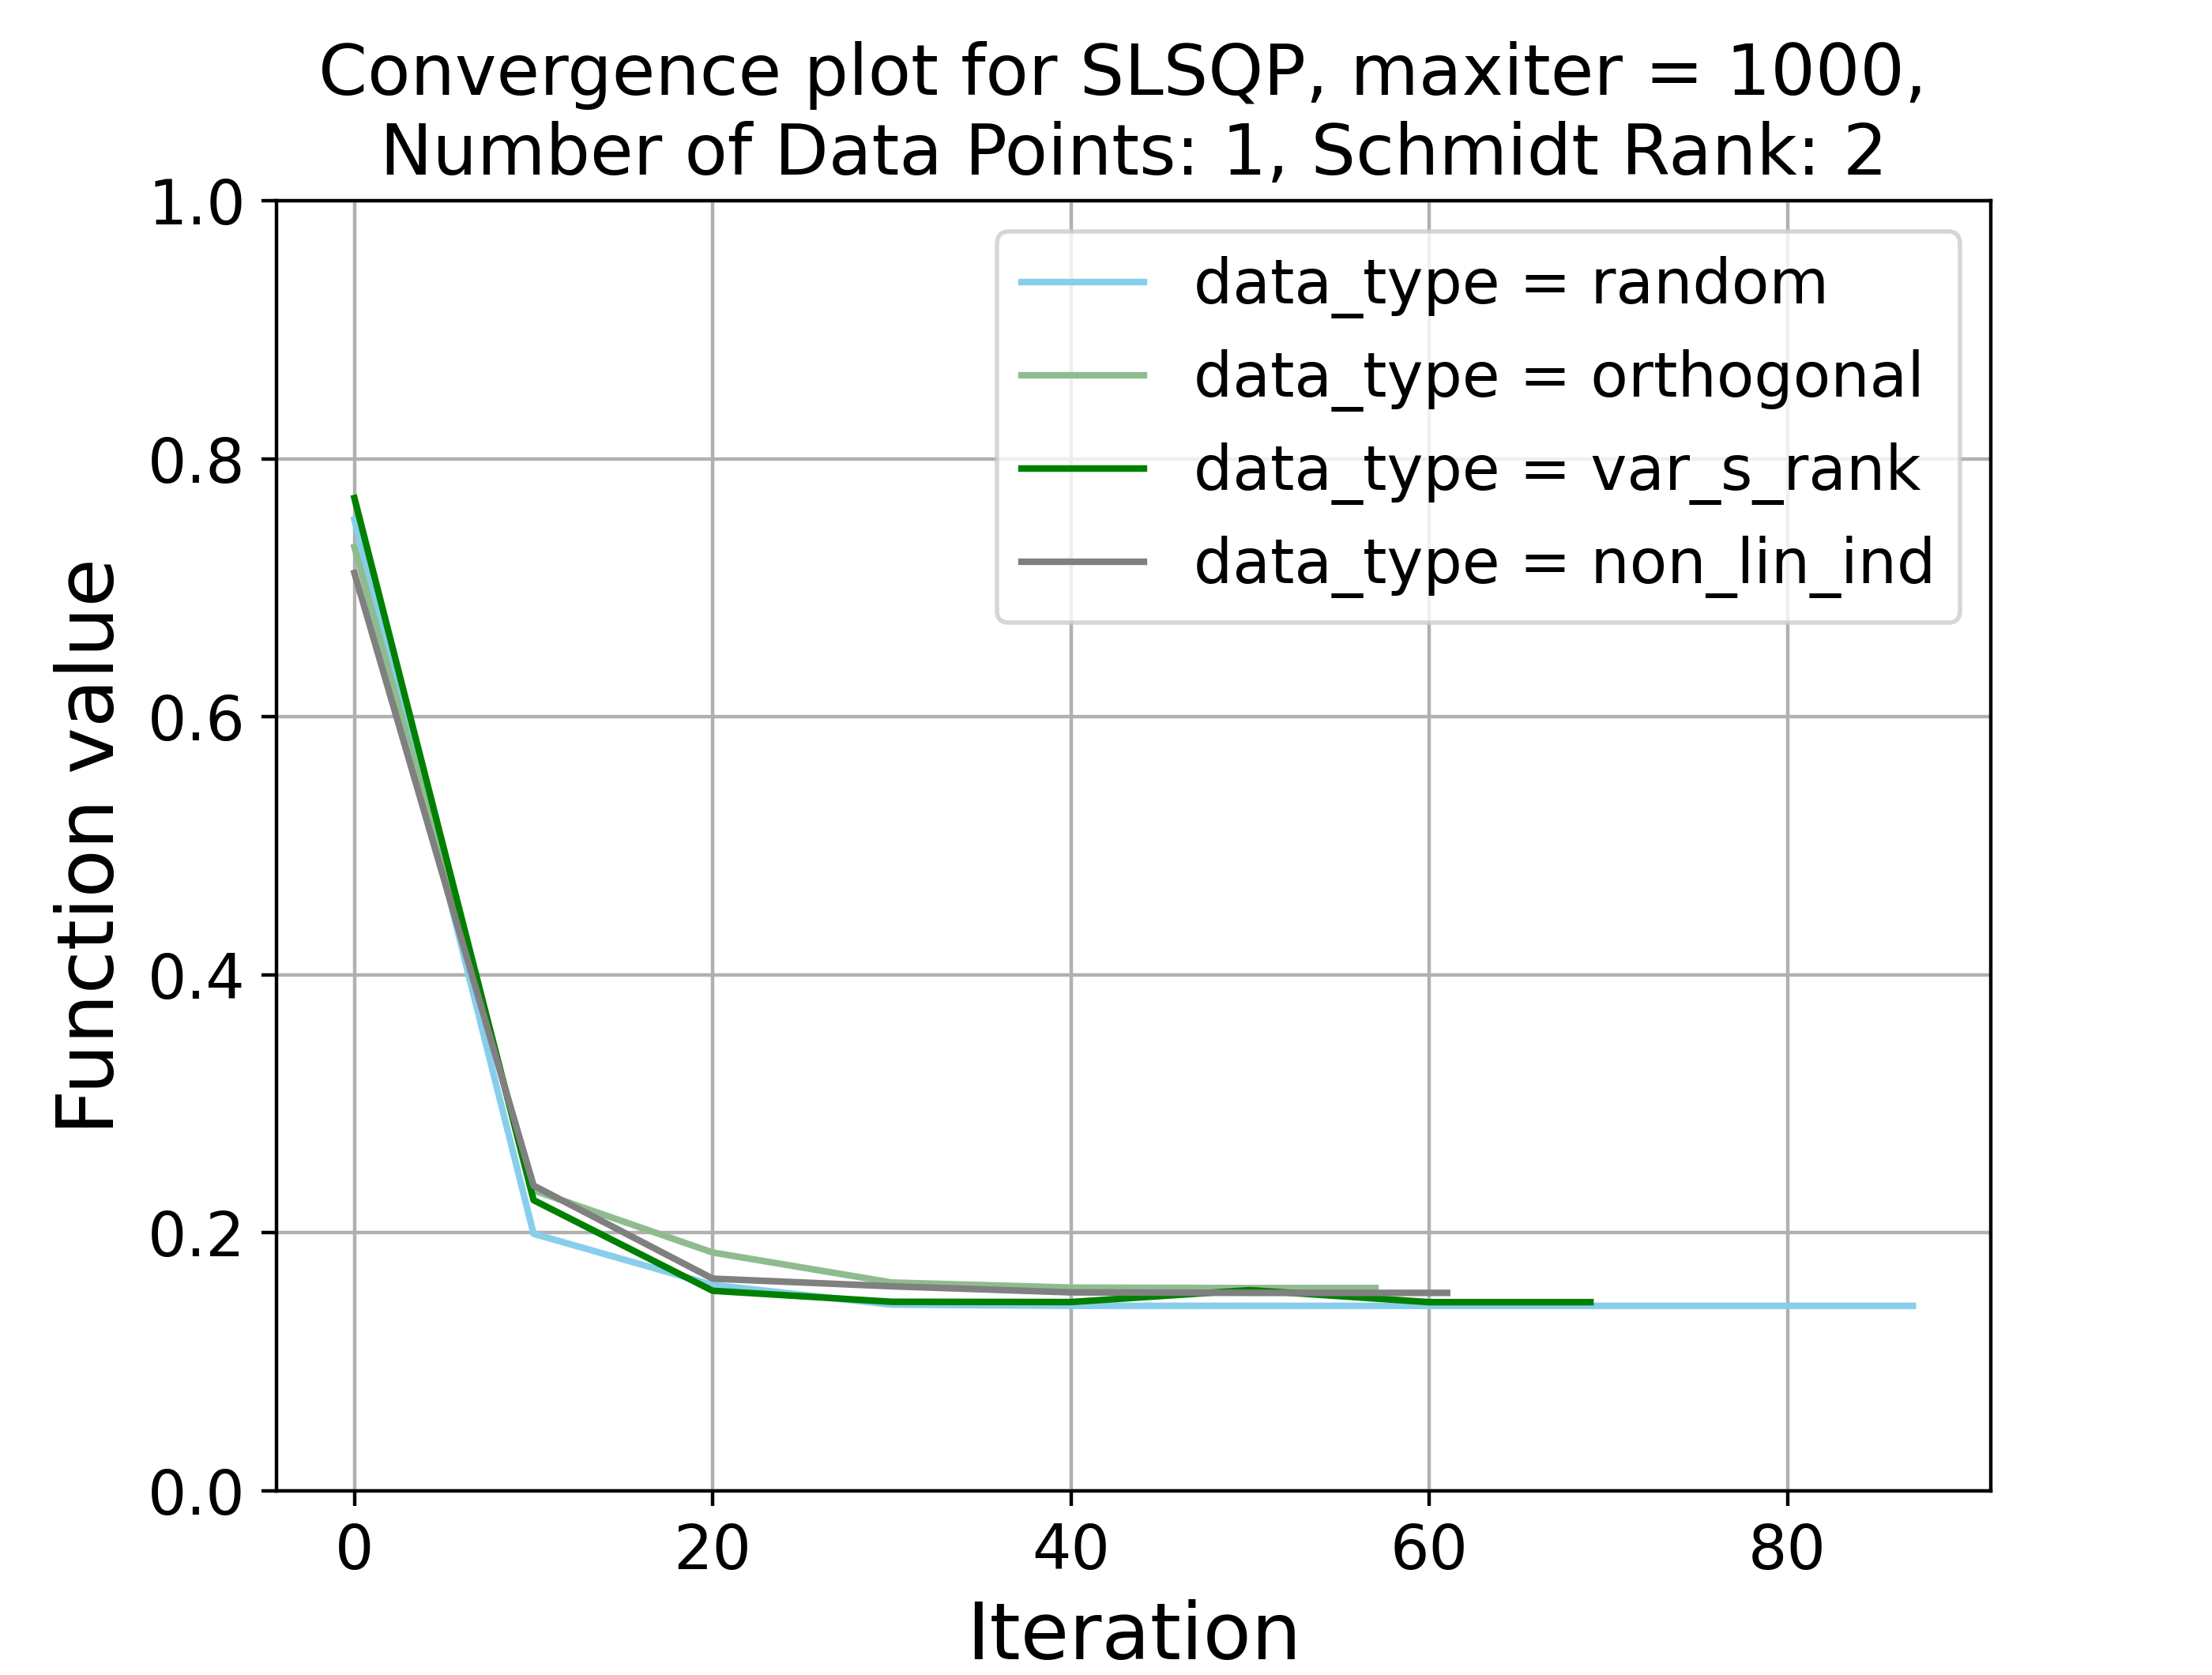 Convergence plot for SLSQP, maxiter = 1000,
Number of Data Points: 1, Schmidt Rank: 2
1.0
0.8
0.6
0.4
0.2
0.0
Function value
data_type = random
data_type = orthogonal
data_type = var_s_rank
data_type = non_lin_ind
0 20 40 60 80
Iteration